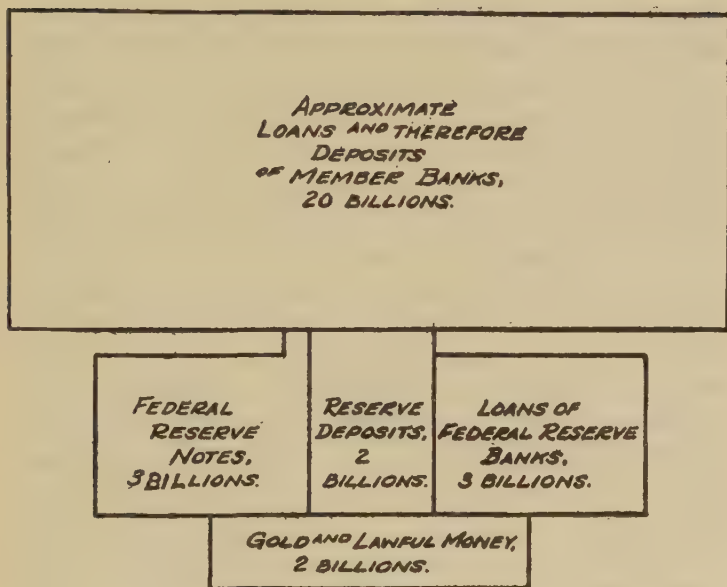 APPROXIMATE
LOANS AND THEREFORE
DEPOSITS
OF MEMBER BANKS,
20 BILLIONS.
FEDERAL
RESERVE
NOTES,
3 BILLIONS.
RESERVE
DEPOSITS,
2
BILLIONS.
LOANS OF
FEDERAL RESERVE
BANKS,
3 BILLIONS.
GOLD AND LAWFUL MONEY,
2 BILLIONS.